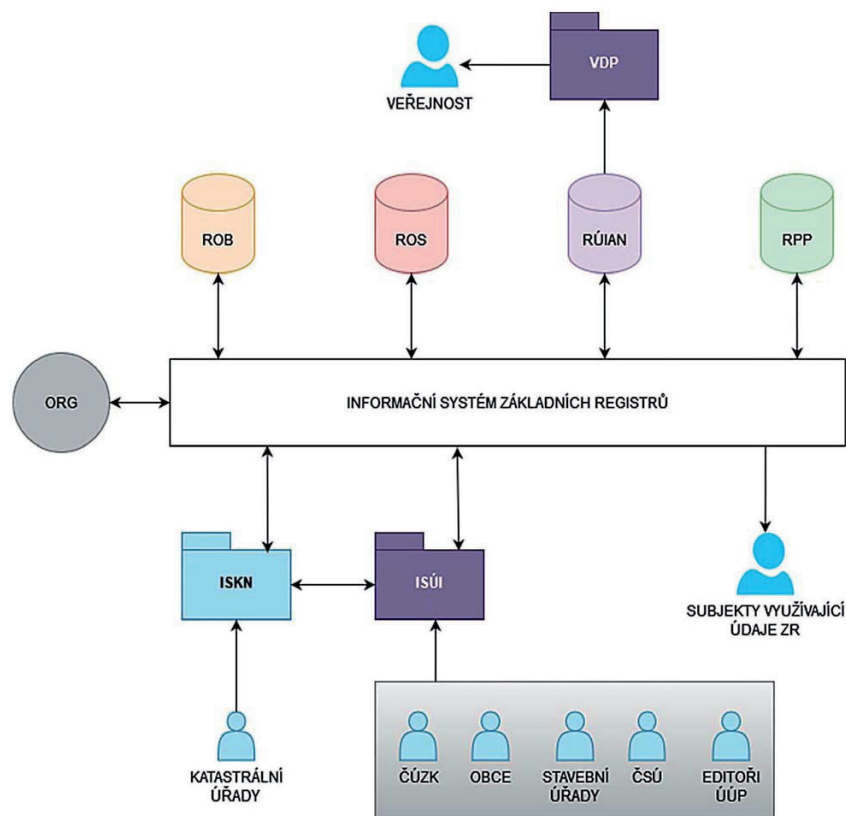 VDP
VEŘEJNOST
ROB
ROS
RÚIAN
RPP
ORG
INFORMAČNÍ SYSTÉM ZÁKLADNÍCH REGISTRŮ
ISKN
ISÚI
SUBJEKTY VYUŽÍVAJÍCÍ
ÚDAJE ZR
KATASTRÁLNÍ
ÚŘADY
ČÚZK
OBCE
STAVEBNÍ
ÚŘADY
ČSÚ
EDITOŘI
ÚÚP